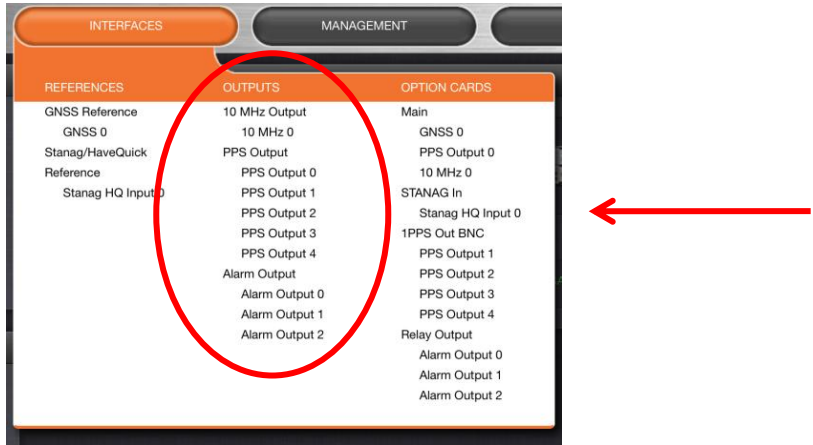 INTERFACES
MANAGEMENT
REFERENCES
GNSS Reference
GNSS 0
Stanag/HaveQuick
Reference
Stanag HQ Input 0
OUTPUTS
10 MHz Output
10 MHz 0
PPS Output
PPS Output 0
PPS Output 1
PPS Output 2
PPS Output 3
PPS Output 4
Alarm Output
Alarm Output 0
Alarm Output 1
Alarm Output 2
OPTION CARDS
Main
GNSS 0
PPS Output 0
10 MHz 0
STANAG In
Stanag HQ Input 0
1PPS Out BNC
PPS Output 1
PPS Output 2
PPS Output 3
PPS Output 4
Relay Output
Alarm Output 0
Alarm Output 1
Alarm Output 2